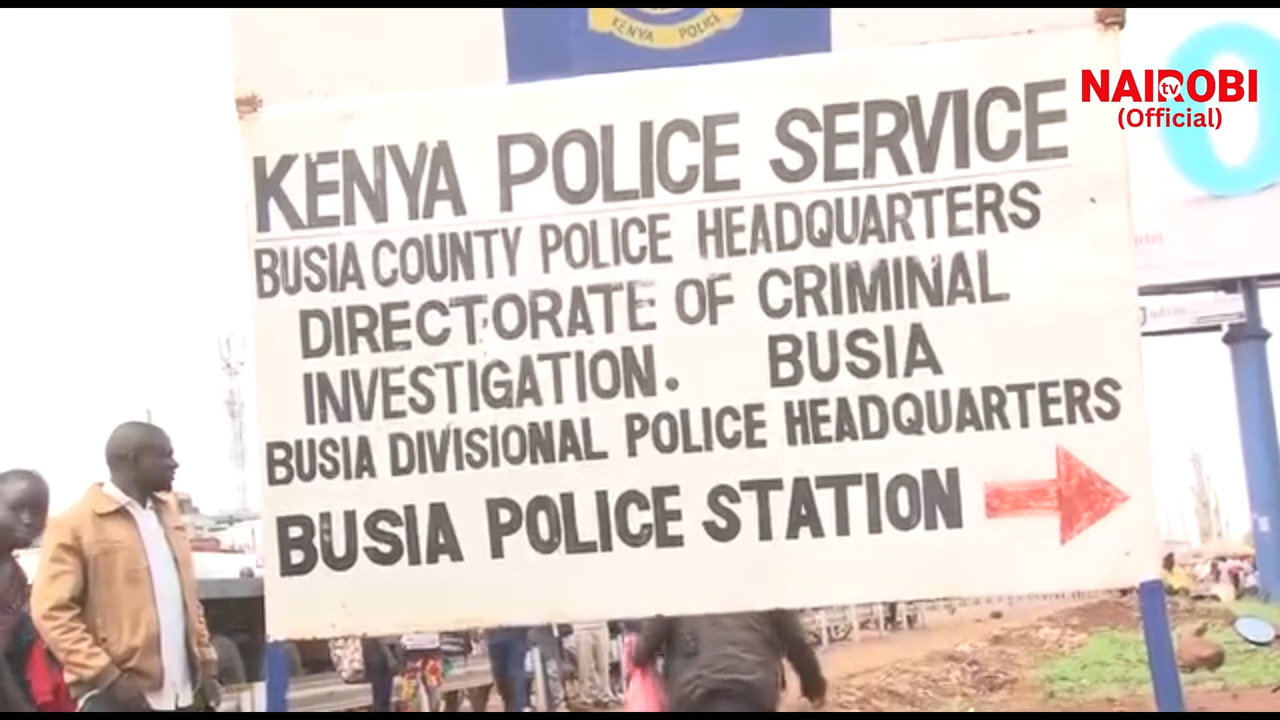 KENYA POLICE
NAIROBI
tv
(Official)
KENYA POLICE SERVICE
BUSIA COUNTY POLICE HEADQUARTERS
DIRECTORATE OF CRIMINAL
INVESTIGATION. BUSIA
BUSIA DIVISIONAL POLICE HEADQUARTERS
BUSIA POLICE STATION